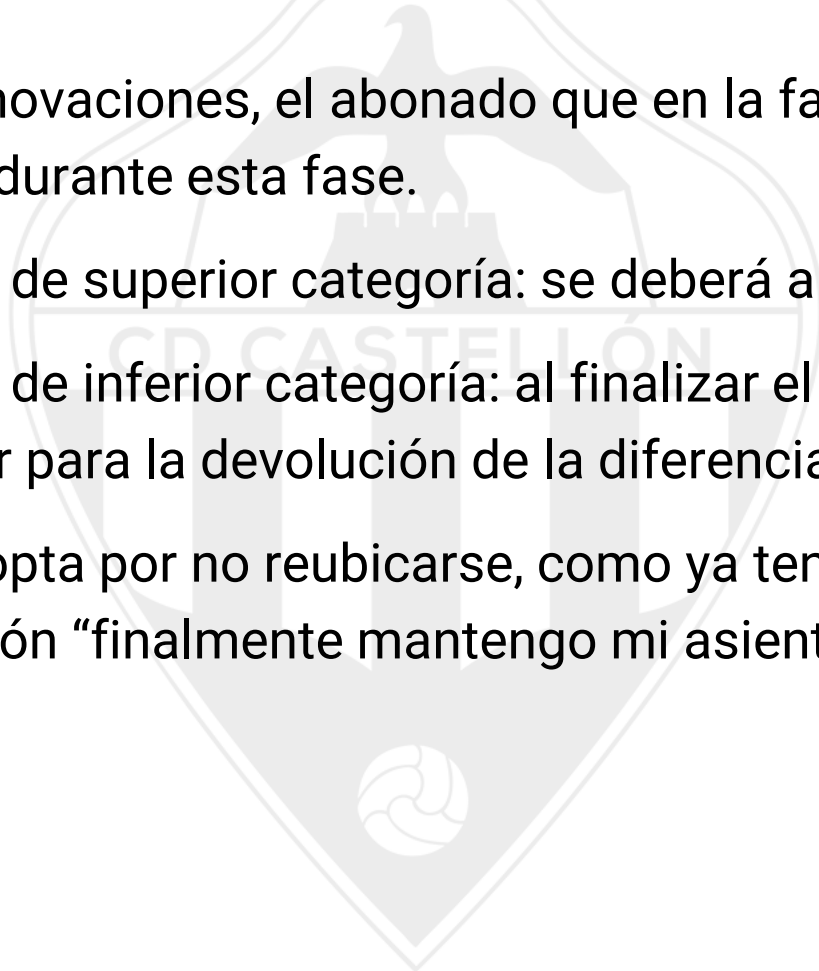 novaciones, el abonado que en la fa
durante esta fase.
de superior categoría: se deberá a
CD CASTELLÓN
de inferior categoría: al finalizar el
r para la devolución de la diferencia
opta por no reubicarse, como ya ten
ón “finalmente mantengo mi asient